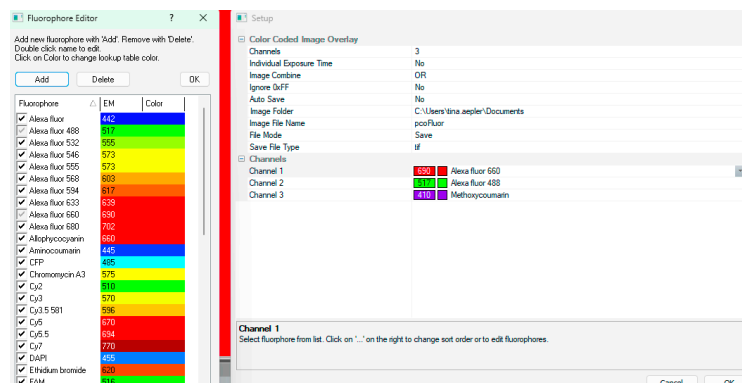 Fluorophore Editor ? ×
Add new fluorophore with 'Add'. Remove with 'Delete'.
Double click name to edit.
Click on Color to change lookup table color.
Add Delete OK
Fluorophore EM Color
Alexa fluor 442
Alexa fluor 488 517
Alexa fluor 532 555
Alexa fluor 546 573
Alexa fluor 555 573
Alexa fluor 568 603
Alexa fluor 594 617
Alexa fluor 633 639
Alexa fluor 660 690
Alexa fluor 680 702
Allophycocyanin 660
Aminocoumarin 445
CFP 485
Chromomycin A3 575
Cy2 510
Cy3 570
Cy3.5 581 596
Cy5 670
Cy5.5 694
Cy7 770
DAPI 455
Ethidium bromide 620
FAM 516
Setup
Color Coded Image Overlay
Channels 3
Individual Exposure Time No
Image Combine OR
Ignore 0xFF No
Auto Save No
Image Folder C:\Users\tina.aepler\Documents
Image File Name pcoFluor
File Mode Save
Save File Type tif
Channels
Channel 1 690 Alexa fluor 660
Channel 2 517 Alexa fluor 488
Channel 3 410 Methoxycoumarin
Channel 1
Select fluorphore from list. Click on '...' on the right to change sort order or to edit fluorophores.
Cancel OK